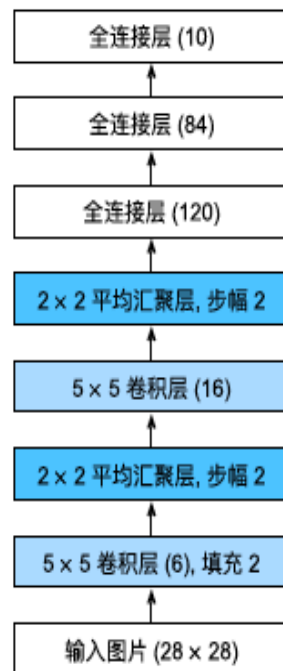 全连接层 (10)
全连接层 (84)
全连接层 (120)
2 × 2 平均汇聚层, 步幅 2
5 × 5 卷积层 (16)
2 × 2 平均汇聚层, 步幅 2
5 × 5 卷积层 (6), 填充 2
输入图片 (28 × 28)